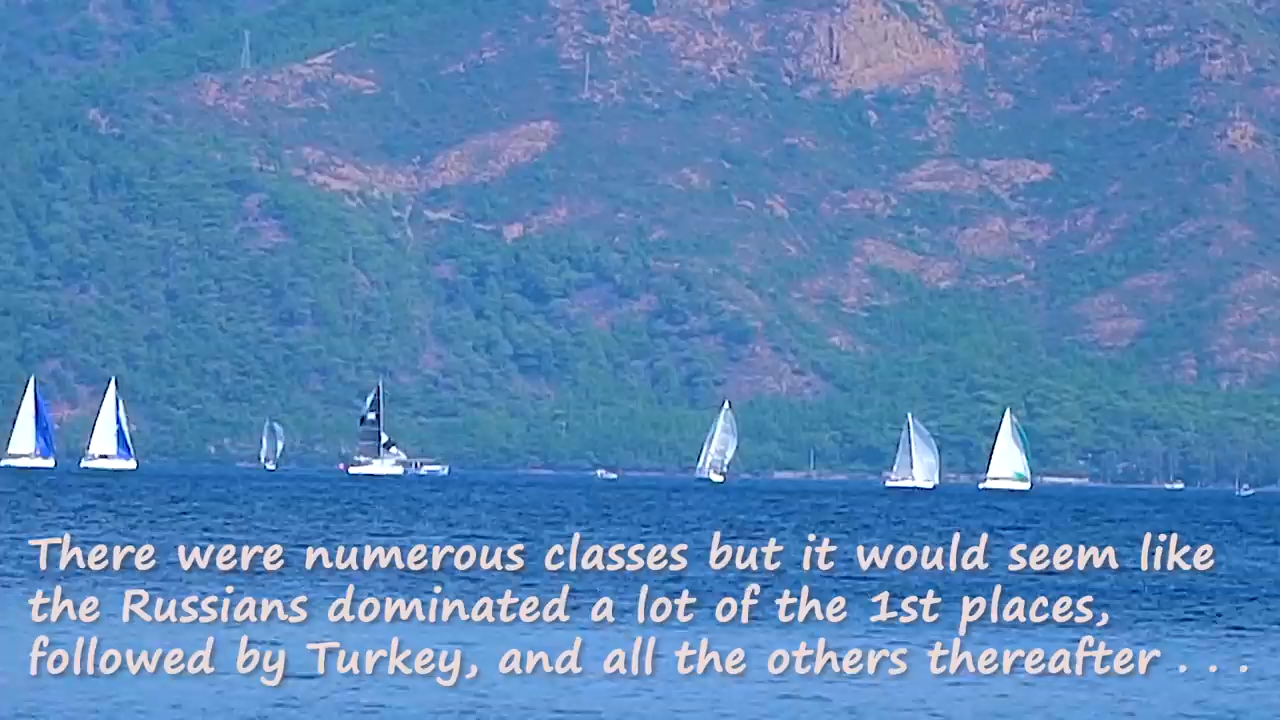 There were numerous classes but it would seem like
the Russians dominated a lot of the 1st places,
followed by Turkey, and all the others thereafter . . .